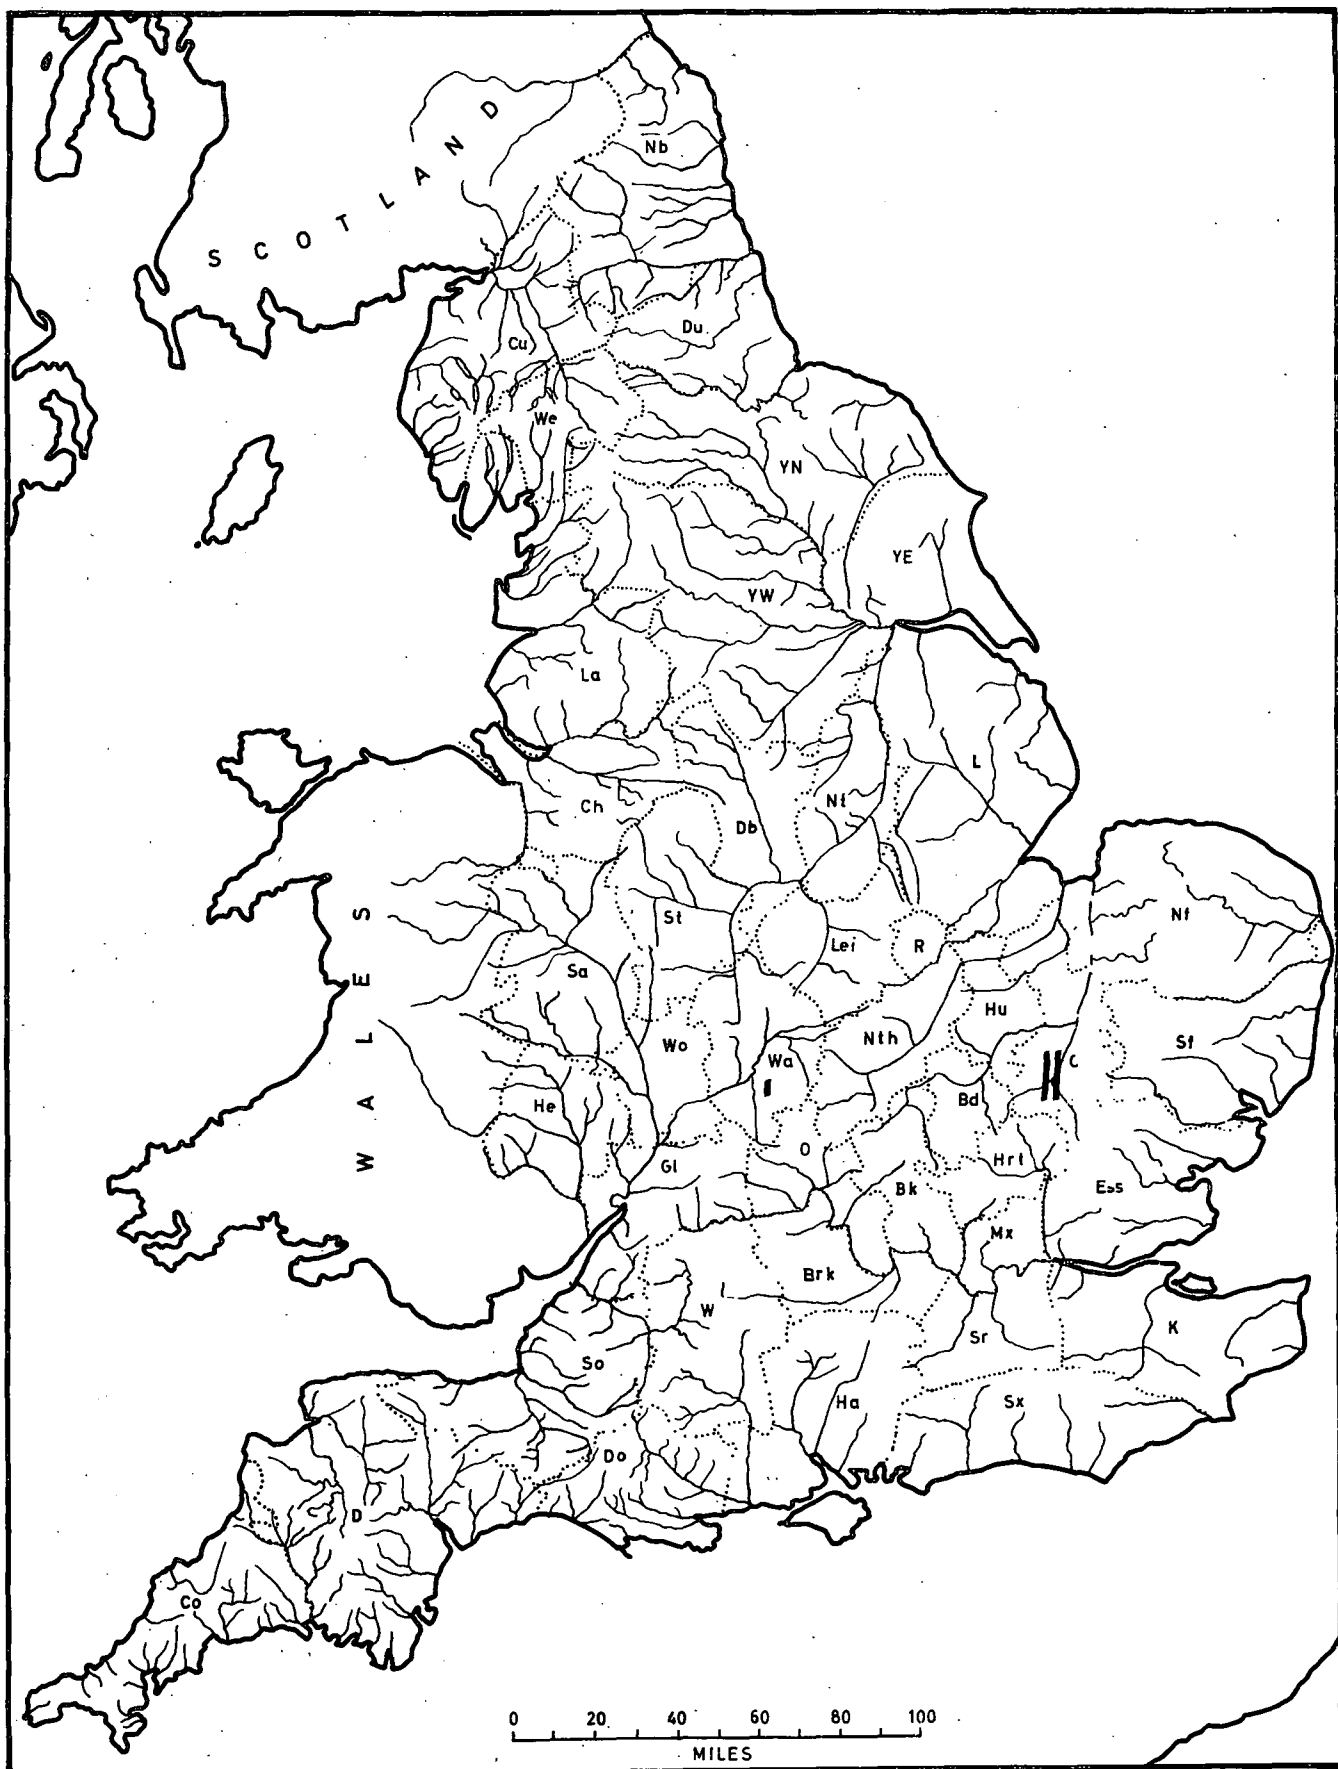 SCOTLAND
Nb
Cu
Du
We
YN
YE
YW
La
L
Ch
Nt
Db
St
Nf
Lei
R
Sa
Hu
Wo
Nth
Wa
C
Sf
He
Bd
O
Hrt
Gl
Bk
Ess
Mx
Brk
W
K
Sr
So
Ha
Sx
Do
D
Co
WALES
0 20 40 60 80 100
MILES